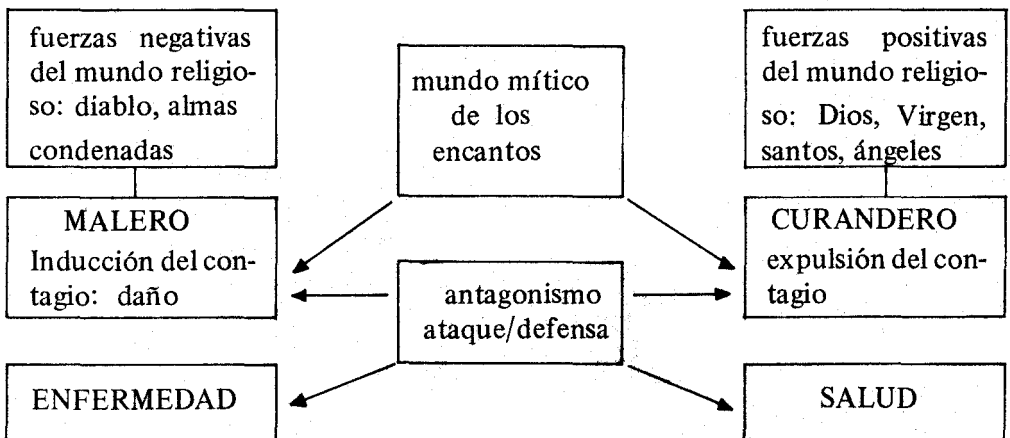 fuerzas negativas
del mundo religio-
so: diablo, almas
condenadas
mundo mítico
de los
encantos
fuerzas positivas
del mundo religio-
so: Dios, Virgen,
santos, ángeles
MALERO
Inducción del con-
tagio: daño
antagonismo
ataque/defensa
CURANDERO
expulsión del con-
tagio
ENFERMEDAD
SALUD